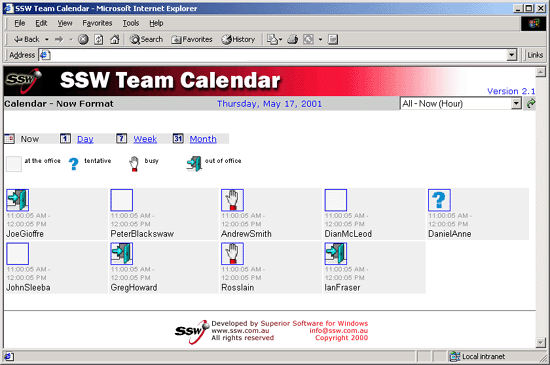 SSW Team Calendar - Microsoft Internet Explorer
File Edit View Favorites Tools Help
Back Search Favorites History
Address Links
SSW SSW Team Calendar
Version 2.1
Calendar - Now Format Thursday, May 17, 2001 All - Now (Hour)
Now 1 Day 7 Week 31 Month
at the office ? tentative busy out of office
?
11:00:05 AM - 11:00:05 AM - 11:00:05 AM - 11:00:05 AM - 11:00:05 AM -
12:00:05 PM 12:00:05 PM 12:00:05 PM 12:00:05 PM 12:00:05 PM
JoeGioffre PeterBlackswaw AndrewSmith DianMcLeod DanielAnne
11:00:05 AM - 11:00:05 AM - 11:00:05 AM - 11:00:05 AM -
12:00:05 PM 12:00:05 PM 12:00:05 PM 12:00:05 PM
JohnSleeba GregHoward Rosslain IanFraser
SSW Developed by Superior Software for Windows
www.ssw.com.au info@ssw.com.au
All rights reserved Copyright 2000
Local intranet